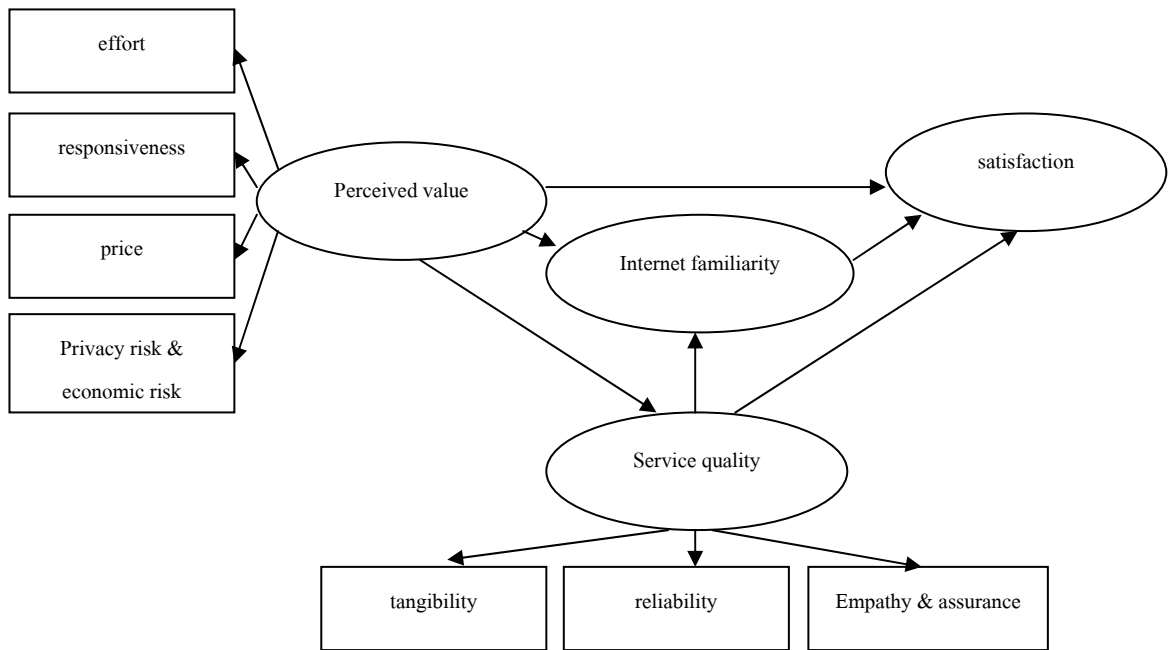 effort
responsiveness
price
Privacy risk &
economic risk
Perceived value
satisfaction
Internet familiarity
Service quality
tangibility
reliability
Empathy & assurance